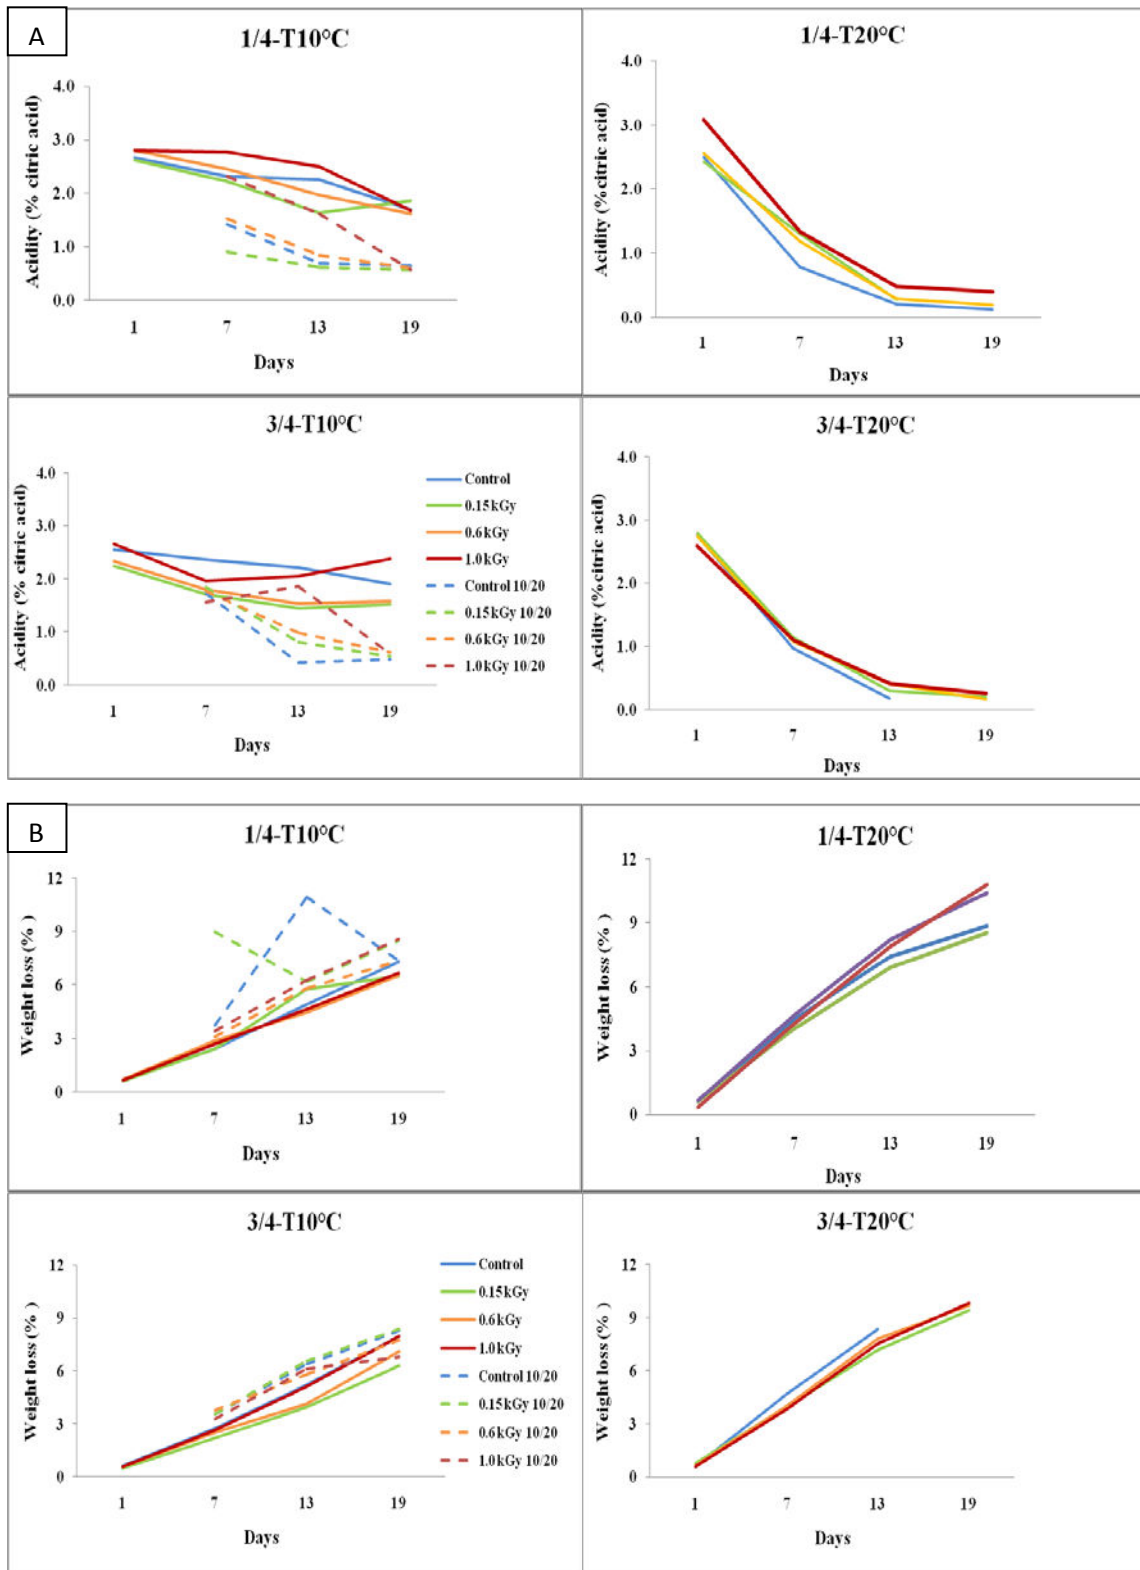 A
1/4-T10°C
4.0
3.0
2.0
1.0
0.0
Acidity (% citric acid)
1 7 13 19
Days
1/4-T20°C
4.0
3.0
2.0
1.0
0.0
Acidity (%citric acid)
1 7 13 19
Days
3/4-T10°C
4.0
3.0
2.0
1.0
0.0
Acidity (% citric acid)
1 7 13 19
Days
Control
0.15kGy
0.6kGy
1.0kGy
Control 10/20
0.15kGy 10/20
0.6kGy 10/20
1.0kGy 10/20
3/4-T20°C
4.0
3.0
2.0
1.0
0.0
Acidity (%citric acid)
1 7 13 19
Days
B
1/4-T10°C
12
9
6
3
0
Weight loss (% )
1 7 13 19
Days
1/4-T20°C
12
9
6
3
0
Weight loss (% )
1 7 13 19
Days
3/4-T10°C
12
9
6
3
0
Weight loss (% )
1 7 13 19
Days
Control
0.15kGy
0.6kGy
1.0kGy
Control 10/20
0.15kGy 10/20
0.6kGy 10/20
1.0kGy 10/20
3/4-T20°C
12
9
6
3
0
Weight loss (% )
1 7 13 19
Days